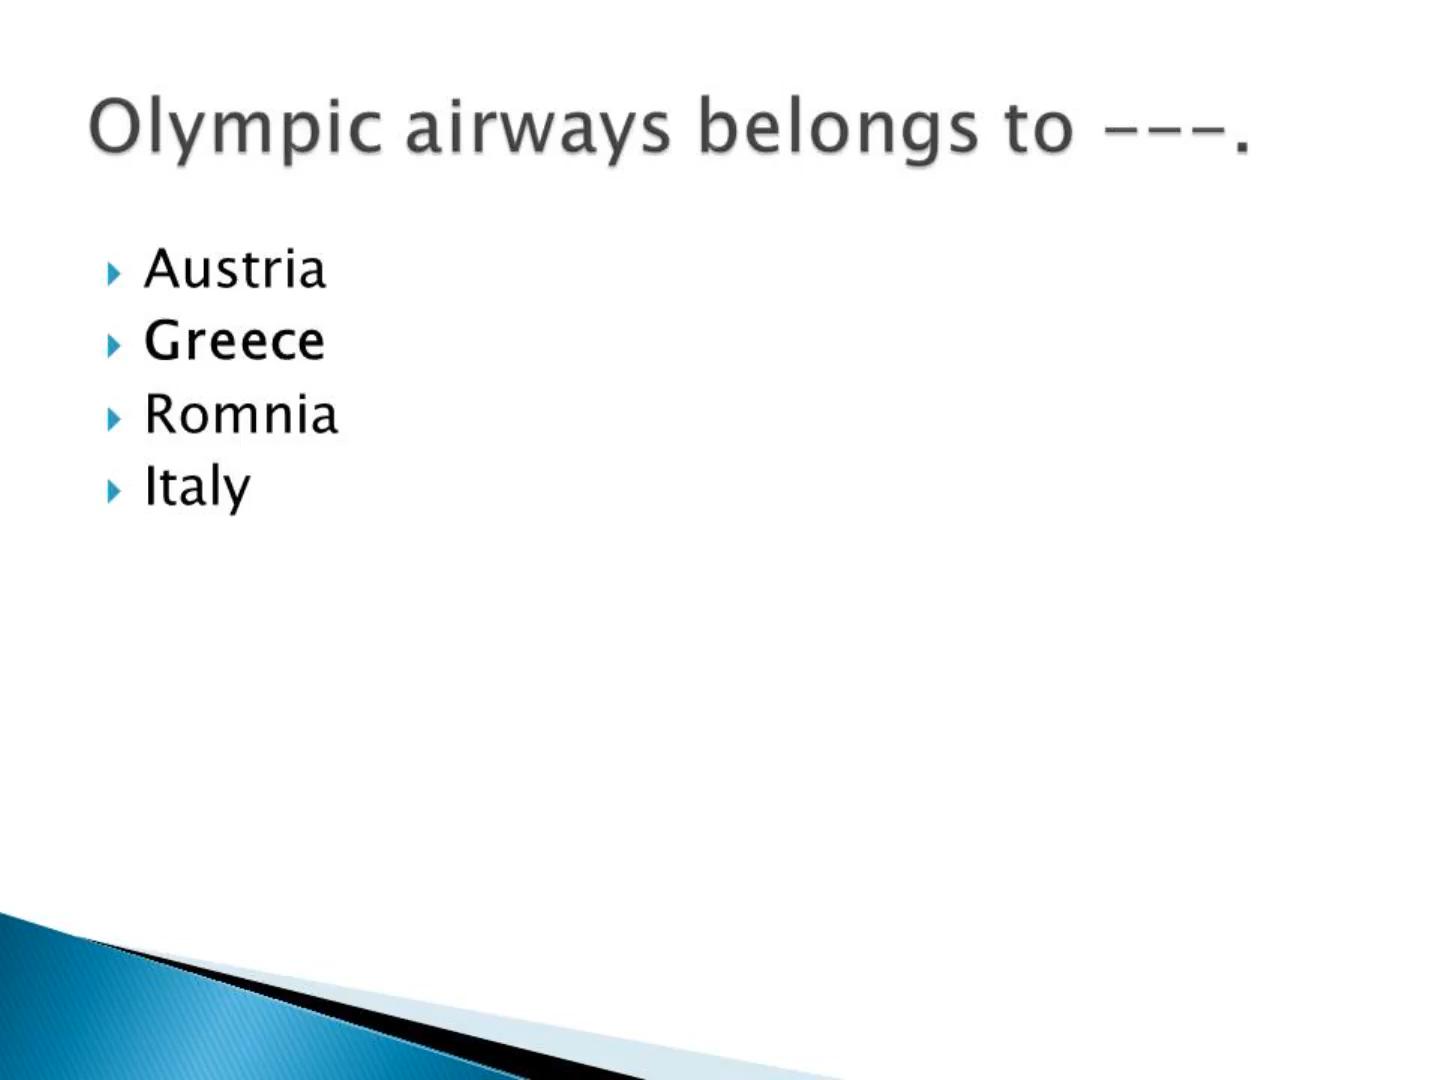 Olympic airways belongs to ---.
Austria
Greece
Romnia
Italy